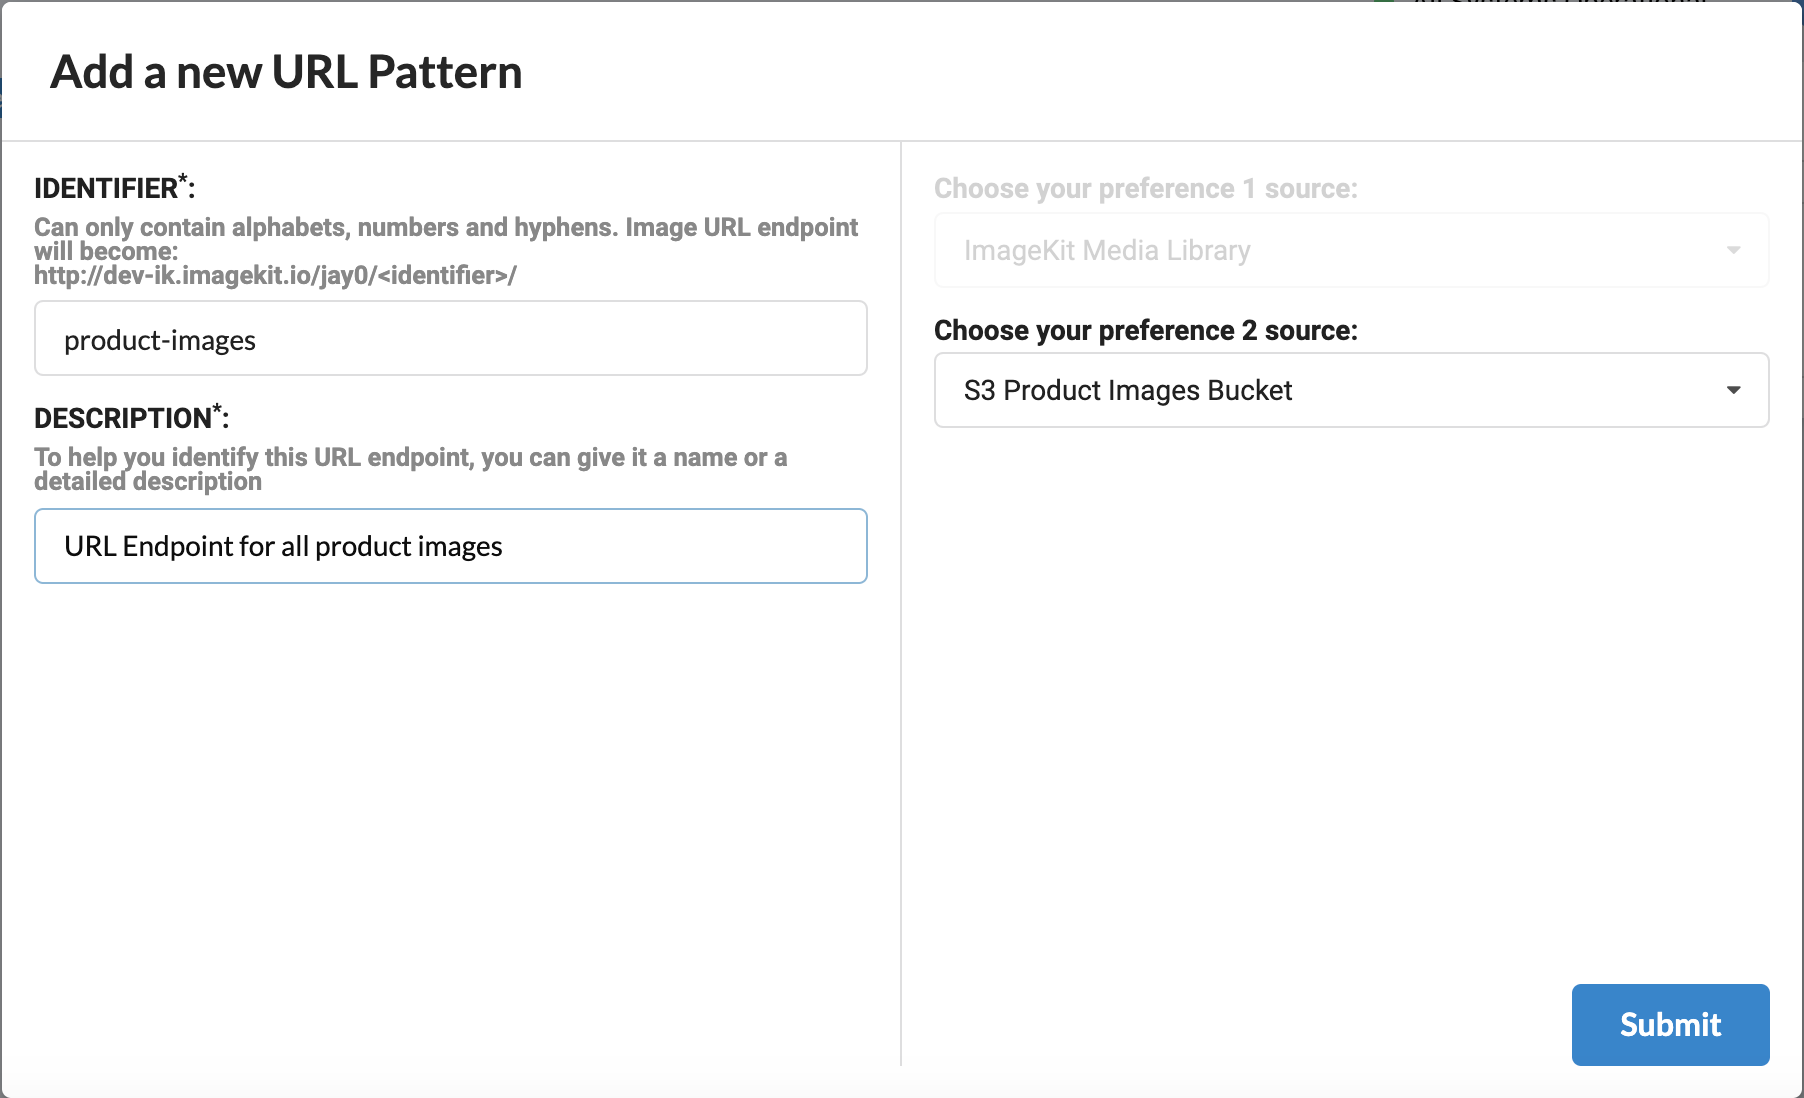 Add a new URL Pattern
IDENTIFIER*:
Can only contain alphabets, numbers and hyphens. Image URL endpoint
will become:
http://dev-ik.imagekit.io/jay0/<identifier>/
product-images
DESCRIPTION*:
To help you identify this URL endpoint, you can give it a name or a
detailed description
URL Endpoint for all product images
Choose your preference 1 source:
ImageKit Media Library
Choose your preference 2 source:
S3 Product Images Bucket
Submit